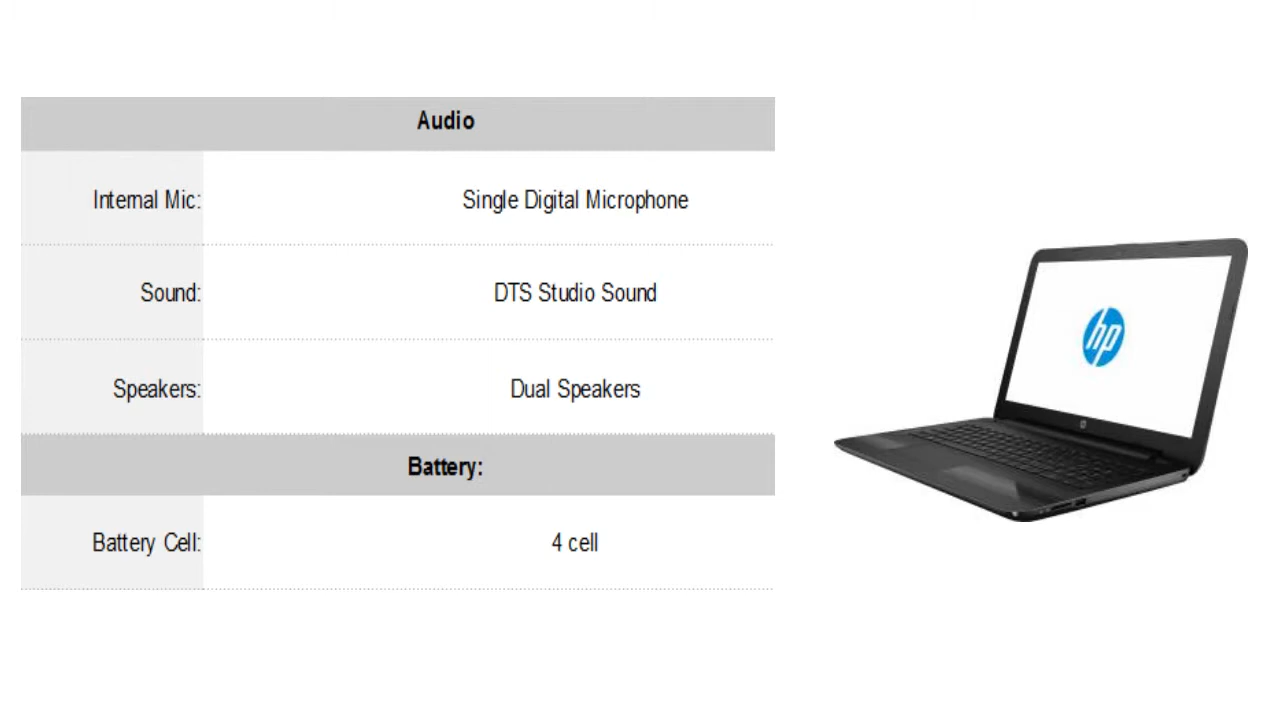 Audio
Internal Mic: Single Digital Microphone
Sound: DTS Studio Sound
Speakers: Dual Speakers
Battery:
Battery Cell: 4 cell
hp